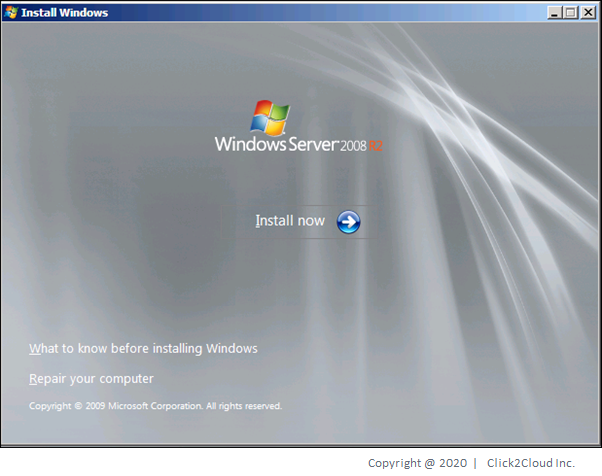 Install Windows
Windows Server 2008 R2
Install now
What to know before installing Windows
Repair your computer
Copyright © 2009 Microsoft Corporation. All rights reserved.
Copyright @ 2020 | Click2Cloud Inc.